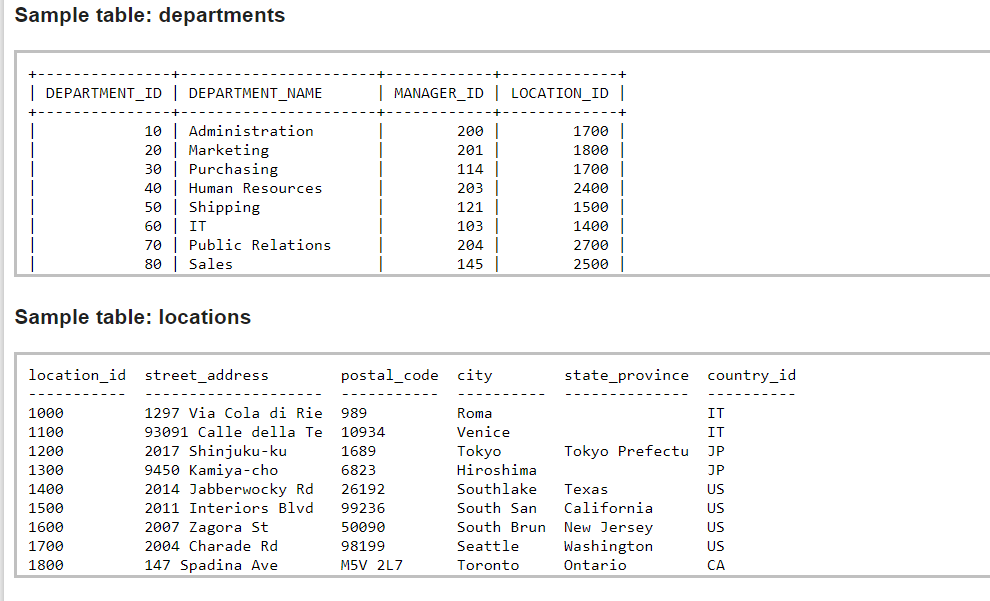 Sample table: departments
+---------------+----------------------+------------+-------------+
| DEPARTMENT_ID | DEPARTMENT_NAME      | MANAGER_ID | LOCATION_ID |
+---------------+----------------------+------------+-------------+
|            10 | Administration       |        200 |        1700 |
|            20 | Marketing            |        201 |        1800 |
|            30 | Purchasing           |        114 |        1700 |
|            40 | Human Resources      |        203 |        2400 |
|            50 | Shipping             |        121 |        1500 |
|            60 | IT                   |        103 |        1400 |
|            70 | Public Relations     |        204 |        2700 |
|            80 | Sales                |        145 |        2500 |
Sample table: locations
location_id  street_address        postal_code  city        state_province  country_id
-----------  --------------------  -----------  ----------  --------------  ----------
1000         1297 Via Cola di Rie  989          Roma                        IT
1100         93091 Calle della Te  10934        Venice                      IT
1200         2017 Shinjuku-ku      1689         Tokyo       Tokyo Prefectu  JP
1300         9450 Kamiya-cho       6823         Hiroshima                   JP
1400         2014 Jabberwocky Rd   26192        Southlake   Texas           US
1500         2011 Interiors Blvd   99236        South San   California      US
1600         2007 Zagora St        50090        South Brun  New Jersey      US
1700         2004 Charade Rd       98199        Seattle     Washington      US
1800         147 Spadina Ave       M5V 2L7      Toronto     Ontario         CA